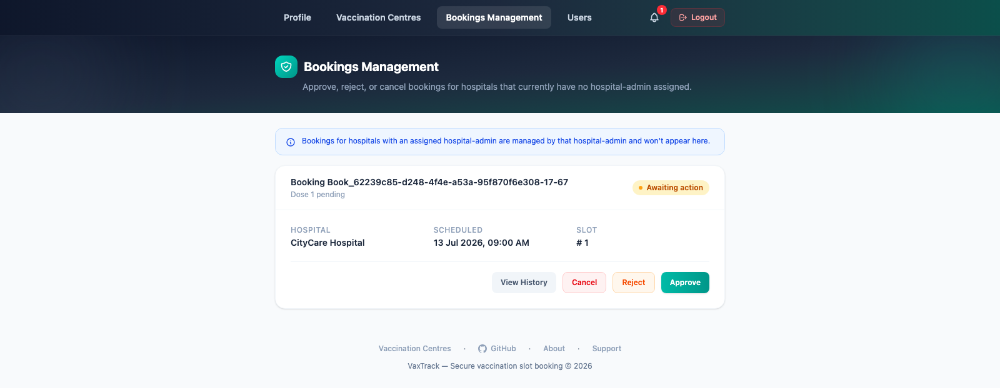 Profile
Vaccination Centres
Bookings Management
Users
1
Logout
Bookings Management
Approve, reject, or cancel bookings for hospitals that currently have no hospital-admin assigned.
Bookings for hospitals with an assigned hospital-admin are managed by that hospital-admin and won't appear here.
Booking Book_62239c85-d248-4f4e-a53a-95f870f6e308-17-67
Dose 1 pending
Awaiting action
HOSPITAL
CityCare Hospital
SCHEDULED
13 Jul 2026, 09:00 AM
SLOT
# 1
View History
Cancel
Reject
Approve
Vaccination Centres · GitHub · About · Support
VaxTrack — Secure vaccination slot booking © 2026